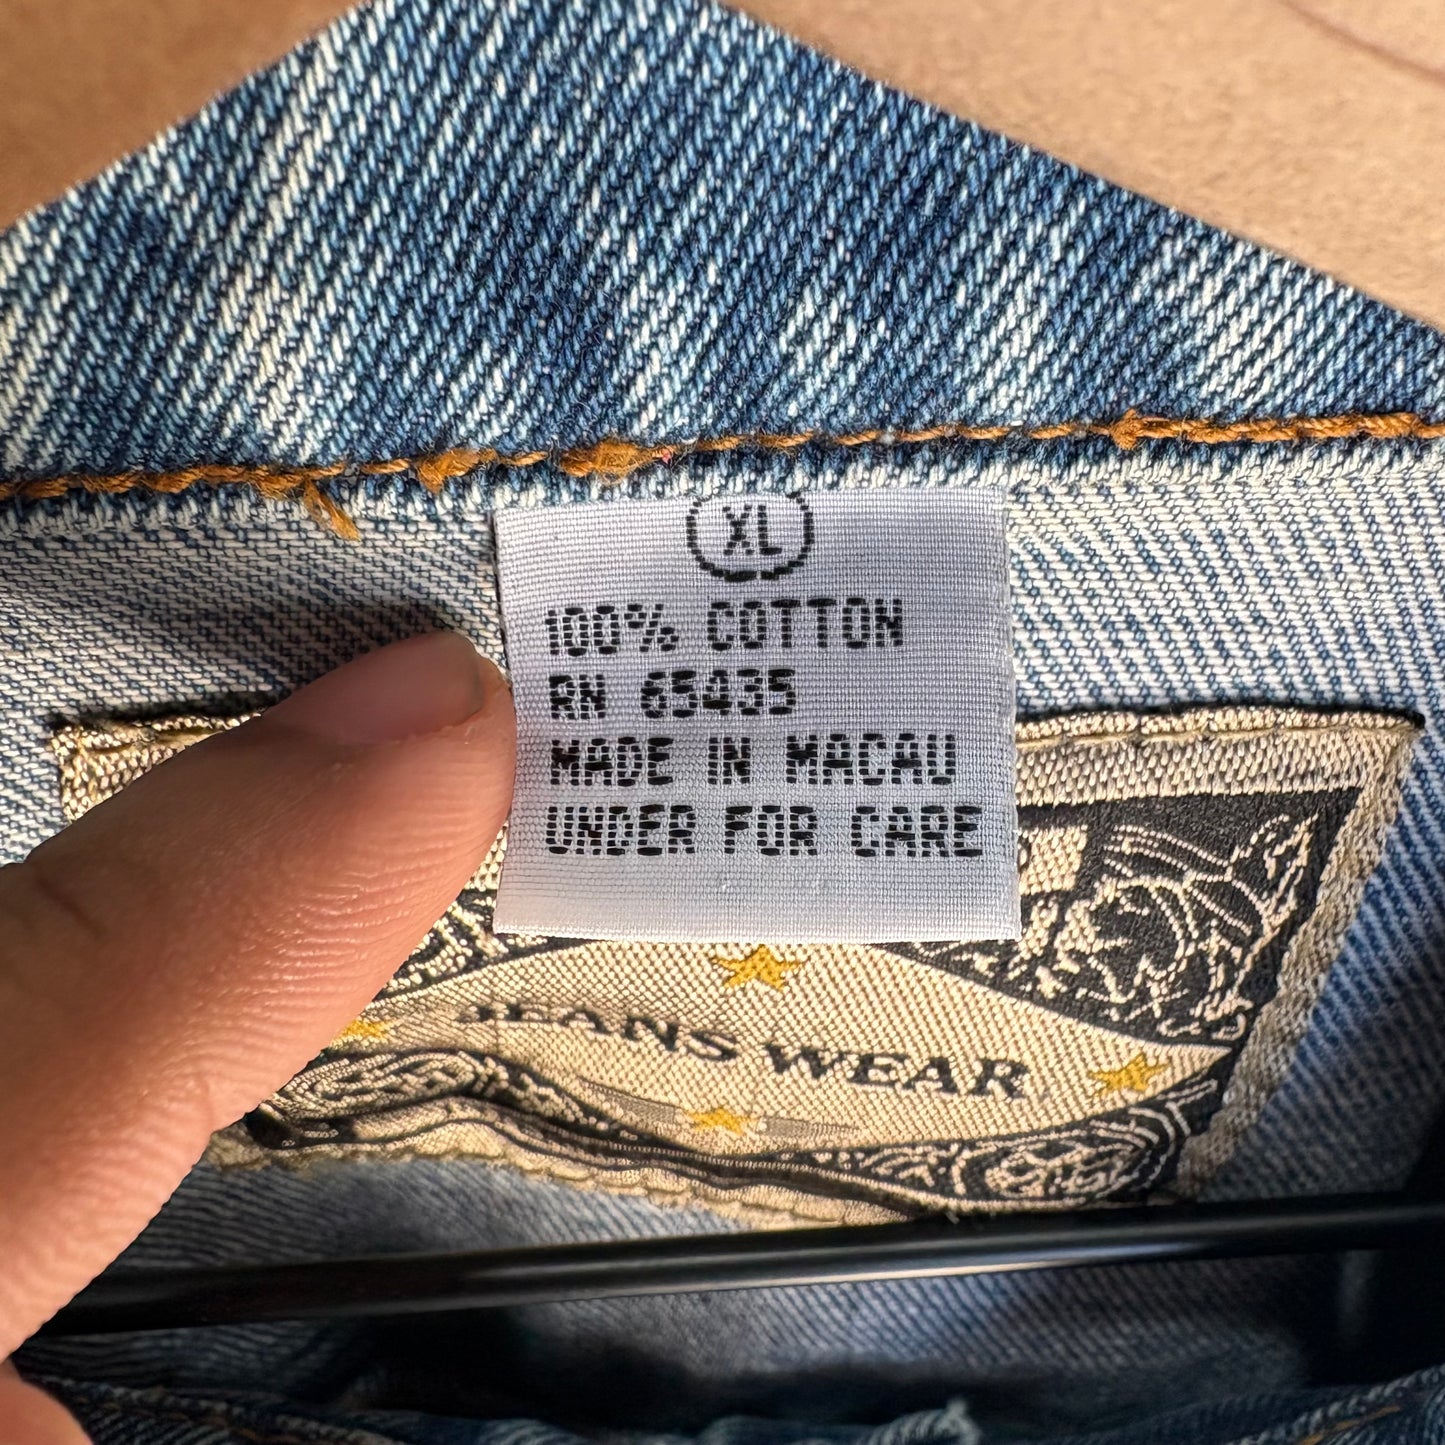 XL
100% COTTON
RN 65435
MADE IN MACAU
UNDER FOR CARE
JEANS WEAR